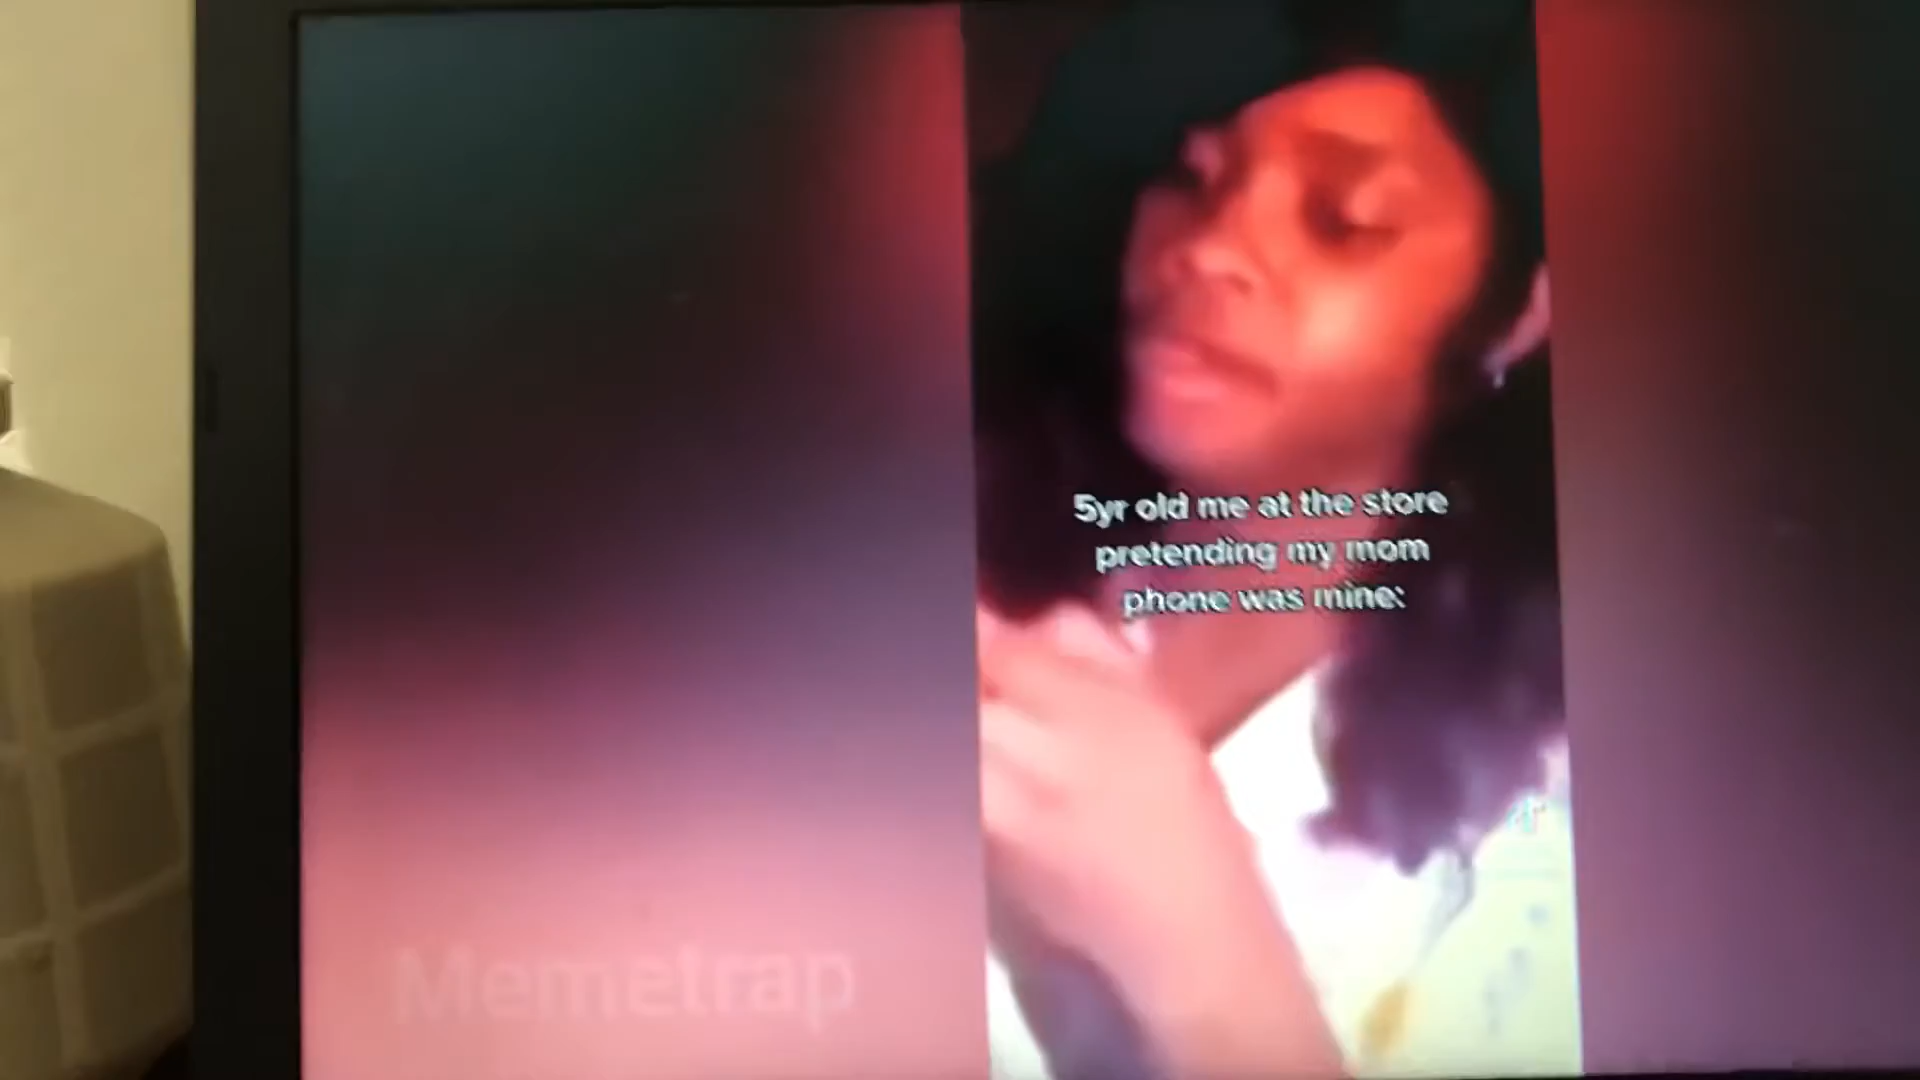 5yr old me at the store
pretending my mom
phone was mine:
Memetrap